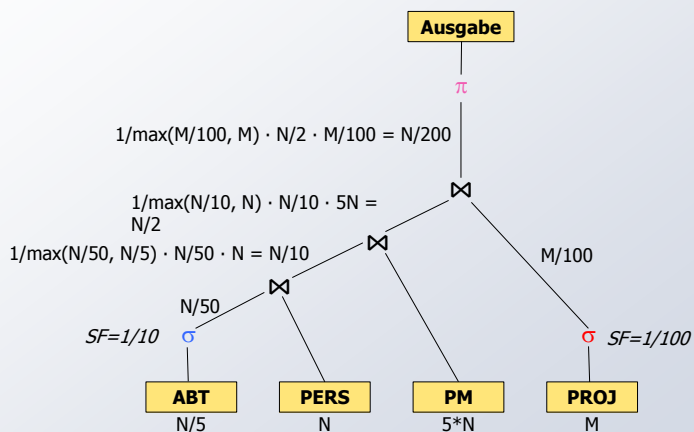 Ausgabe
π
1/max(M/100, M) · N/2 · M/100 = N/200
⋈
1/max(N/10, N) · N/10 · 5N =
N/2
⋈
1/max(N/50, N/5) · N/50 · N = N/10
M/100
⋈
N/50
SF=1/10 σ
σ SF=1/100
ABT PERS PM PROJ
N/5 N 5*N M